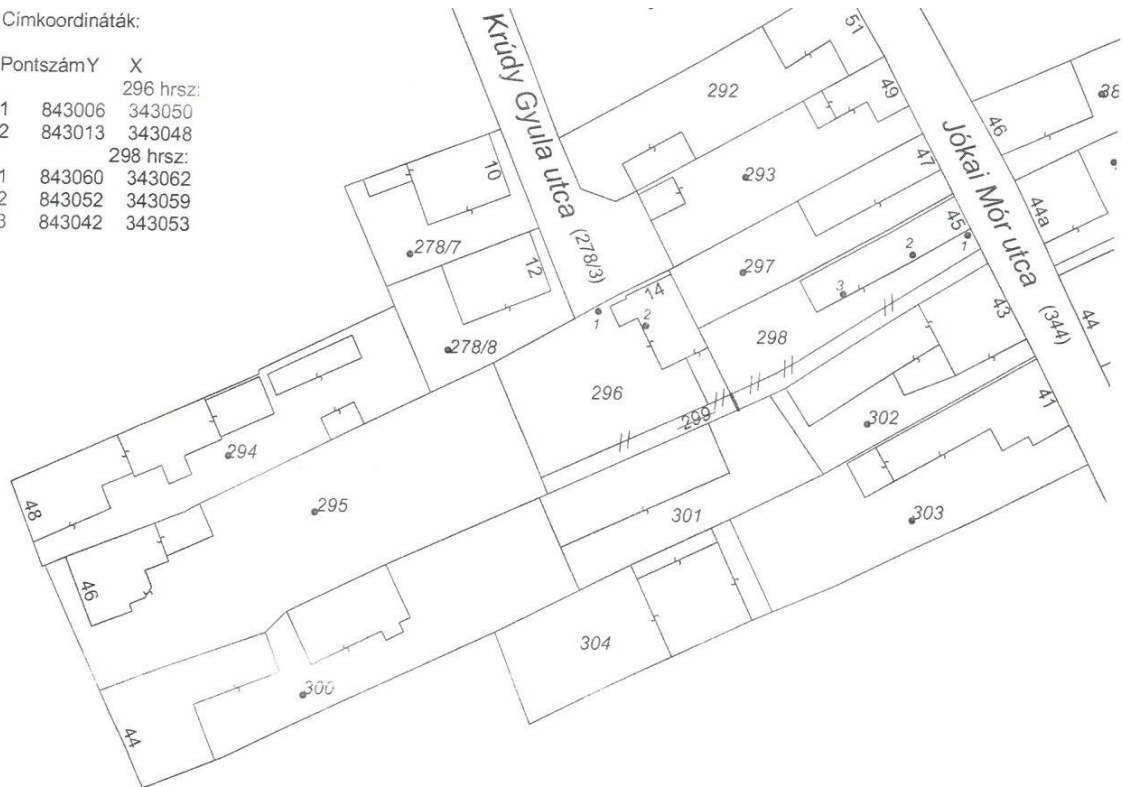 Címkoordináták:
Pontszám Y X
296 hrsz:
1 843006 343050
2 843013 343048
298 hrsz:
1 843060 343062
2 843052 343059
3 843042 343053
Krúdy Gyula utca (278/3)
Jókai Mór utca (344)
51
292
49
293
47
46
38
10
278/7
12
278/8
14
1
2
297
45
1
2
3
44a
298
43
44
296
299
302
41
294
48
295
301
303
46
304
300
44